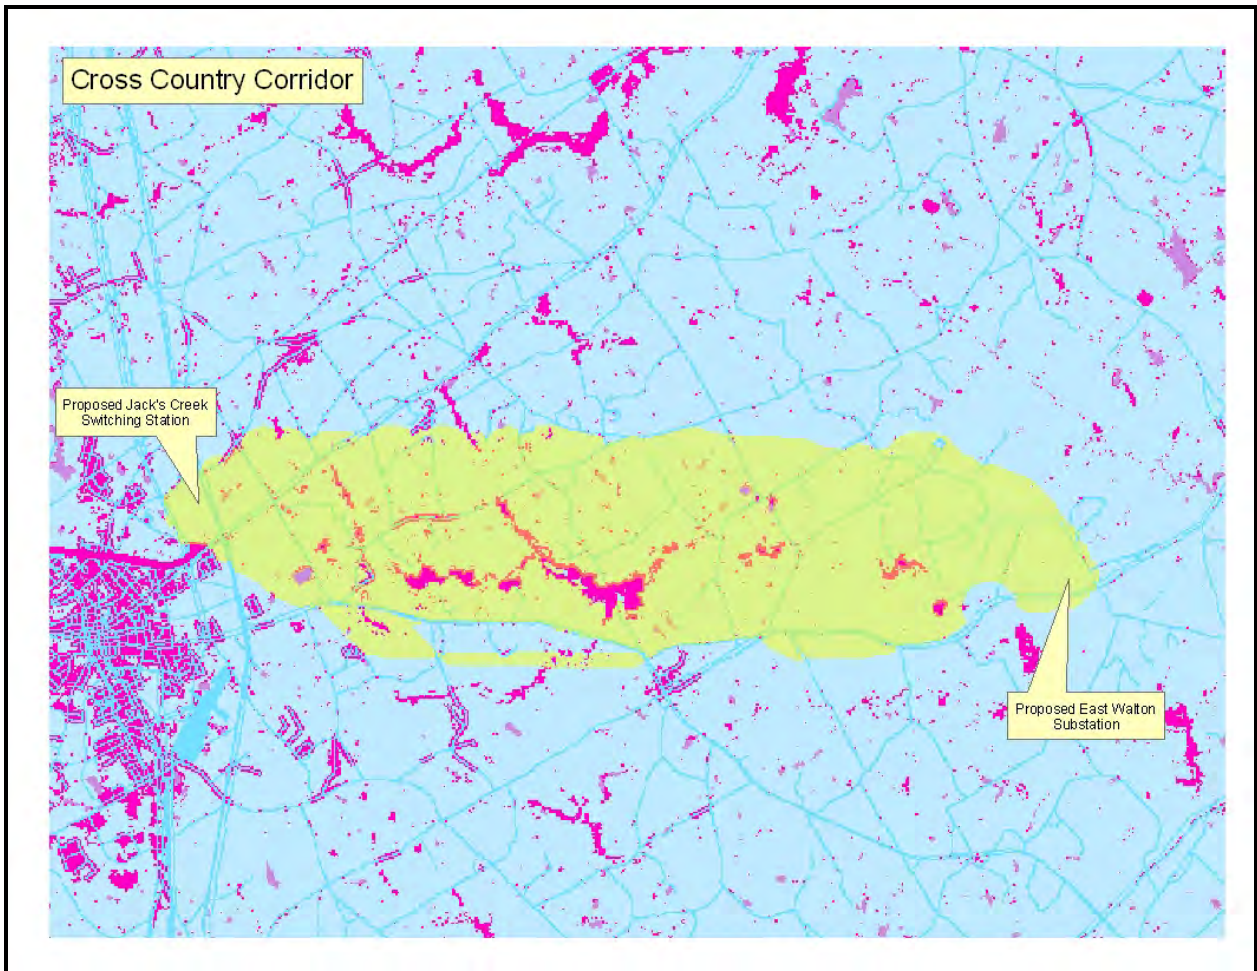 Cross Country Corridor
Proposed Jack's Creek
Switching Station
Proposed East Walton
Substation